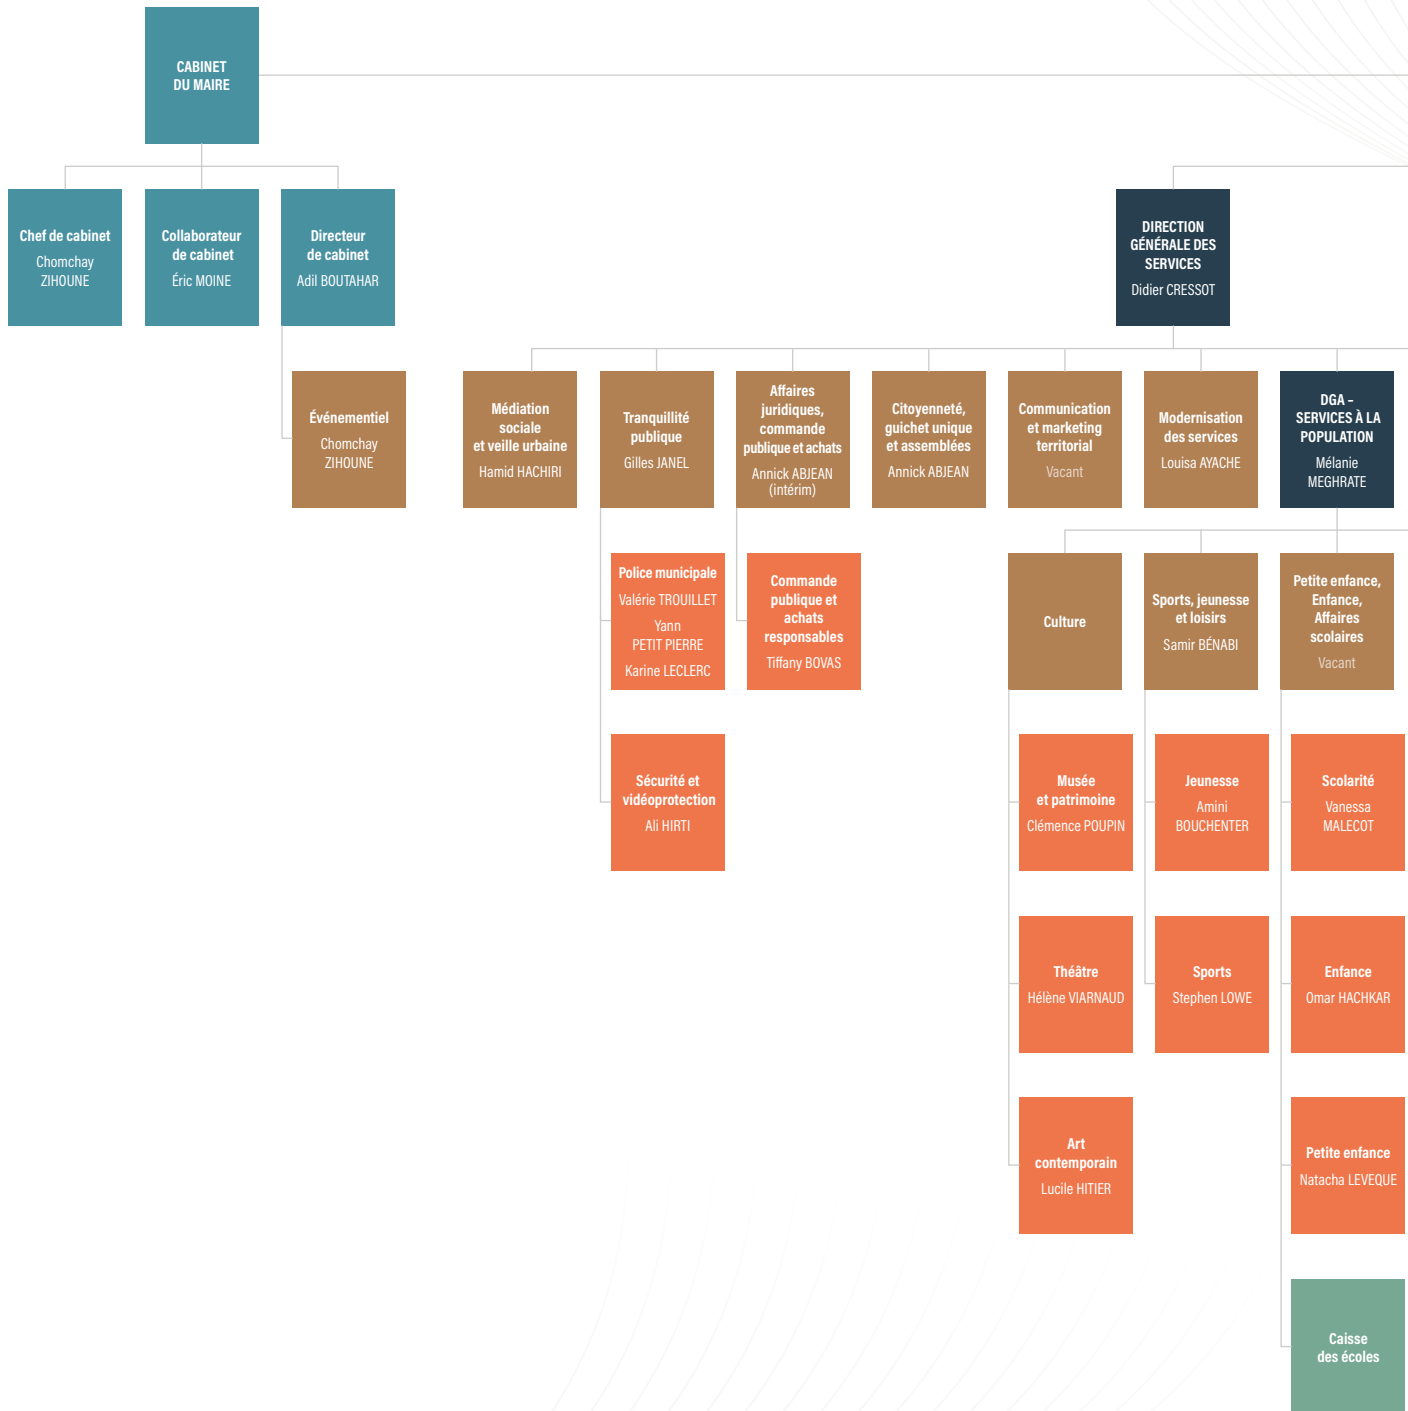 CABINET
DU MAIRE
Chef de cabinet
Chomchay
ZIHOUNE
Collaborateur
de cabinet
Éric MOINE
Directeur
de cabinet
Adil BOUTAHAR
DIRECTION
GÉNÉRALE DES
SERVICES
Didier CRESSOT
Événementiel
Chomchay
ZIHOUNE
Médiation
sociale
et veille urbaine
Hamid HACHIRI
Tranquillité
publique
Gilles JANEL
Affaires
juridiques,
commande
publique et achats
Annick ABJEAN
(intérim)
Citoyenneté,
guichet unique
et assemblées
Annick ABJEAN
Communication
et marketing
territorial
Vacant
Modernisation
des services
Louisa AYACHE
DGA –
SERVICES À LA
POPULATION
Mélanie
MEGHRATE
Police municipale
Valérie TROUILLET
Yann
PETIT PIERRE
Karine LECLERC
Commande
publique et
achats
responsables
Tiffany BOVAS
Culture
Sports, jeunesse
et loisirs
Samir BÉNABI
Petite enfance,
Enfance,
Affaires
scolaires
Vacant
Sécurité et
vidéoprotection
Ali HIRTI
Musée
et patrimoine
Clémence POUPIN
Jeunesse
Amini
BOUCHENTER
Scolarité
Vanessa
MALECOT
Théâtre
Hélène VIARNAUD
Sports
Stephen LOWE
Enfance
Omar HACHKAR
Art
contemporain
Lucile HITIER
Petite enfance
Natacha LEVEQUE
Caisse
des écoles